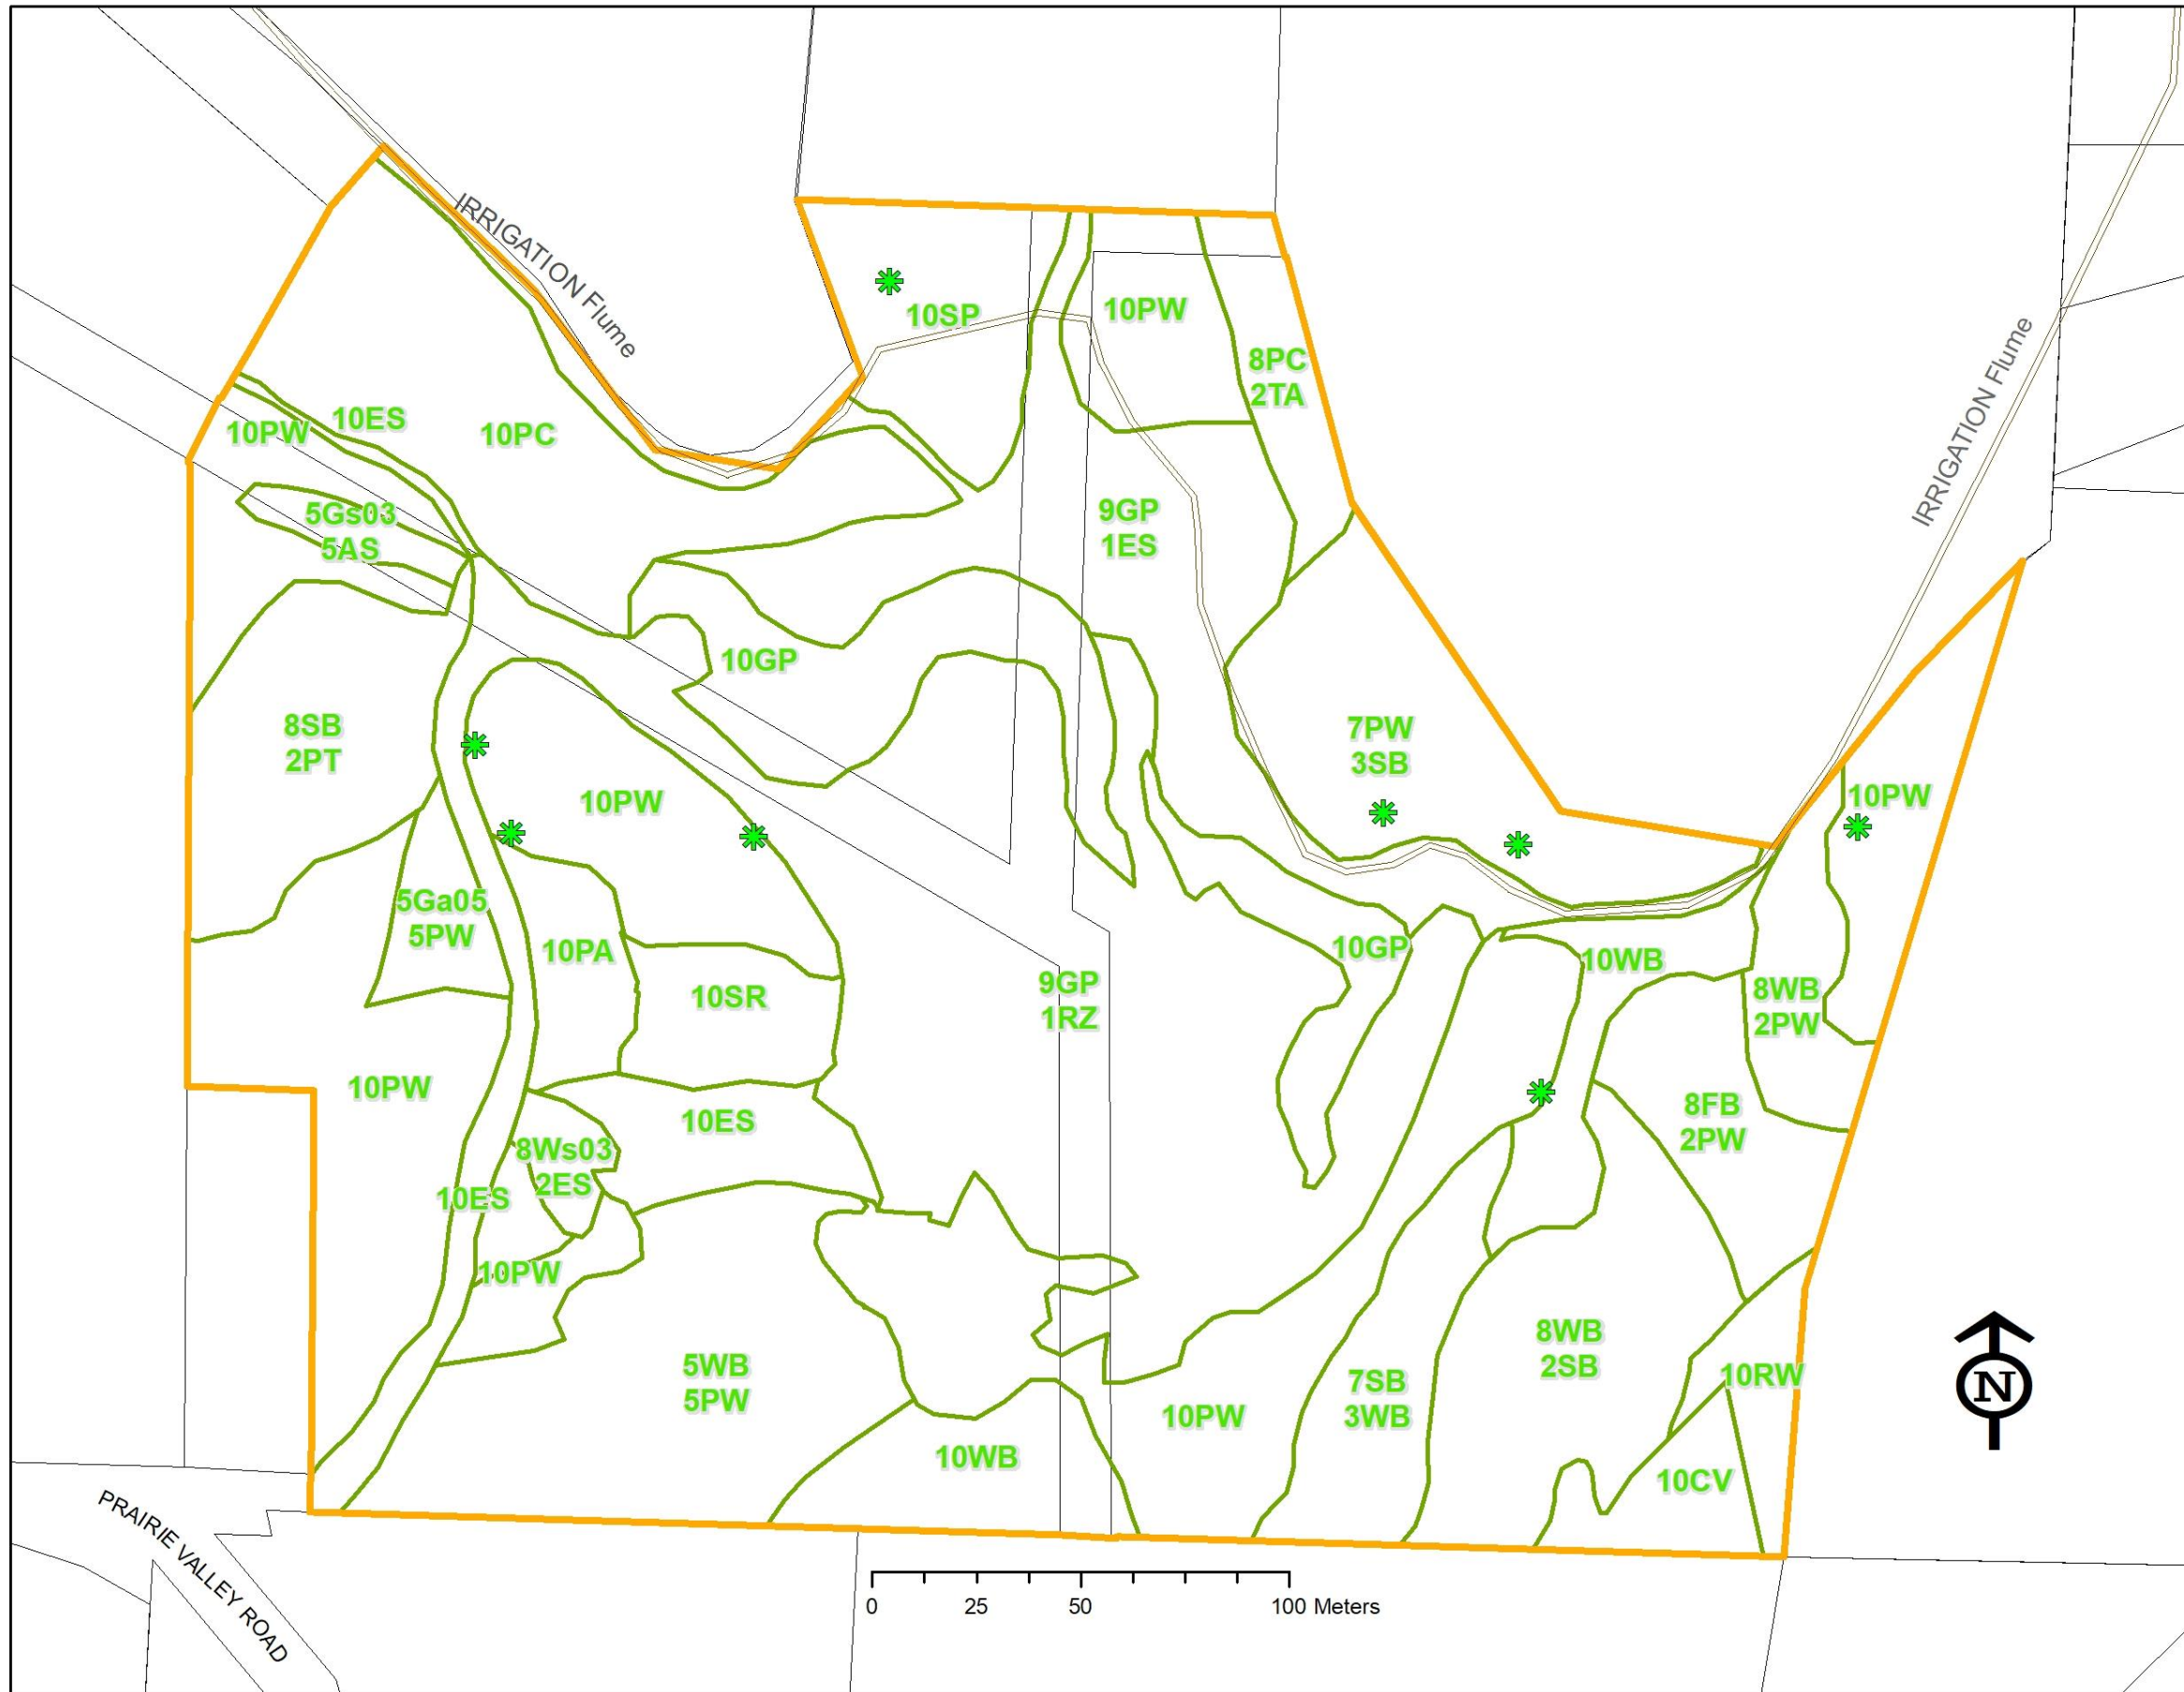 IRRIGATION Flume
10SP
10PW
IRRIGATION Flume
8PC
2TA
10ES
10PW
10PC
5Gs03
5AS
9GP
1ES
10GP
8SB
2PT
7PW
3SB
10PW
10PW
5Ga05
5PW
10PA
10GP
10WB
10SR
9GP
1RZ
8WB
2PW
10PW
10ES
8FB
2PW
8Ws03
2ES
10ES
10PW
8WB
2SB
5WB
5PW
7SB
3WB
10RW
10PW
10WB
10CV
N
PRAIRIE VALLEY ROAD
0 25 50 100 Meters